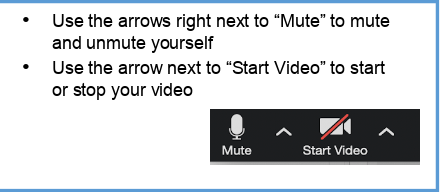 • Use the arrows right next to “Mute” to mute
and unmute yourself
• Use the arrow next to “Start Video” to start
or stop your video
Mute Start Video